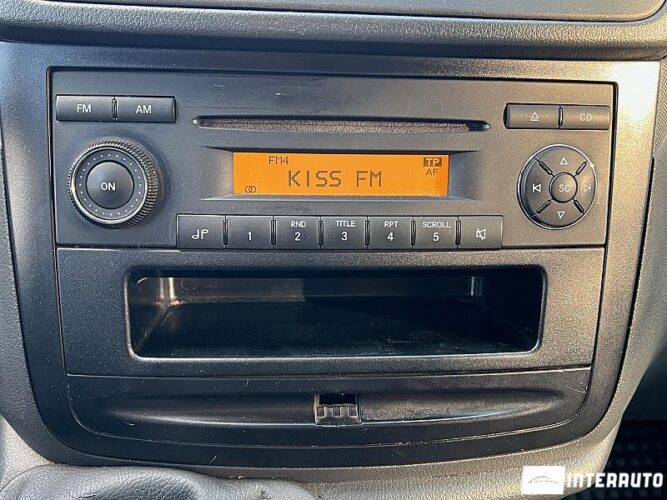 FM AM CD
FM4 TP
AF
KISS FM
ON
SC
RND TITLE RPT SCROLL
1 2 3 4 5
INTERAUTO